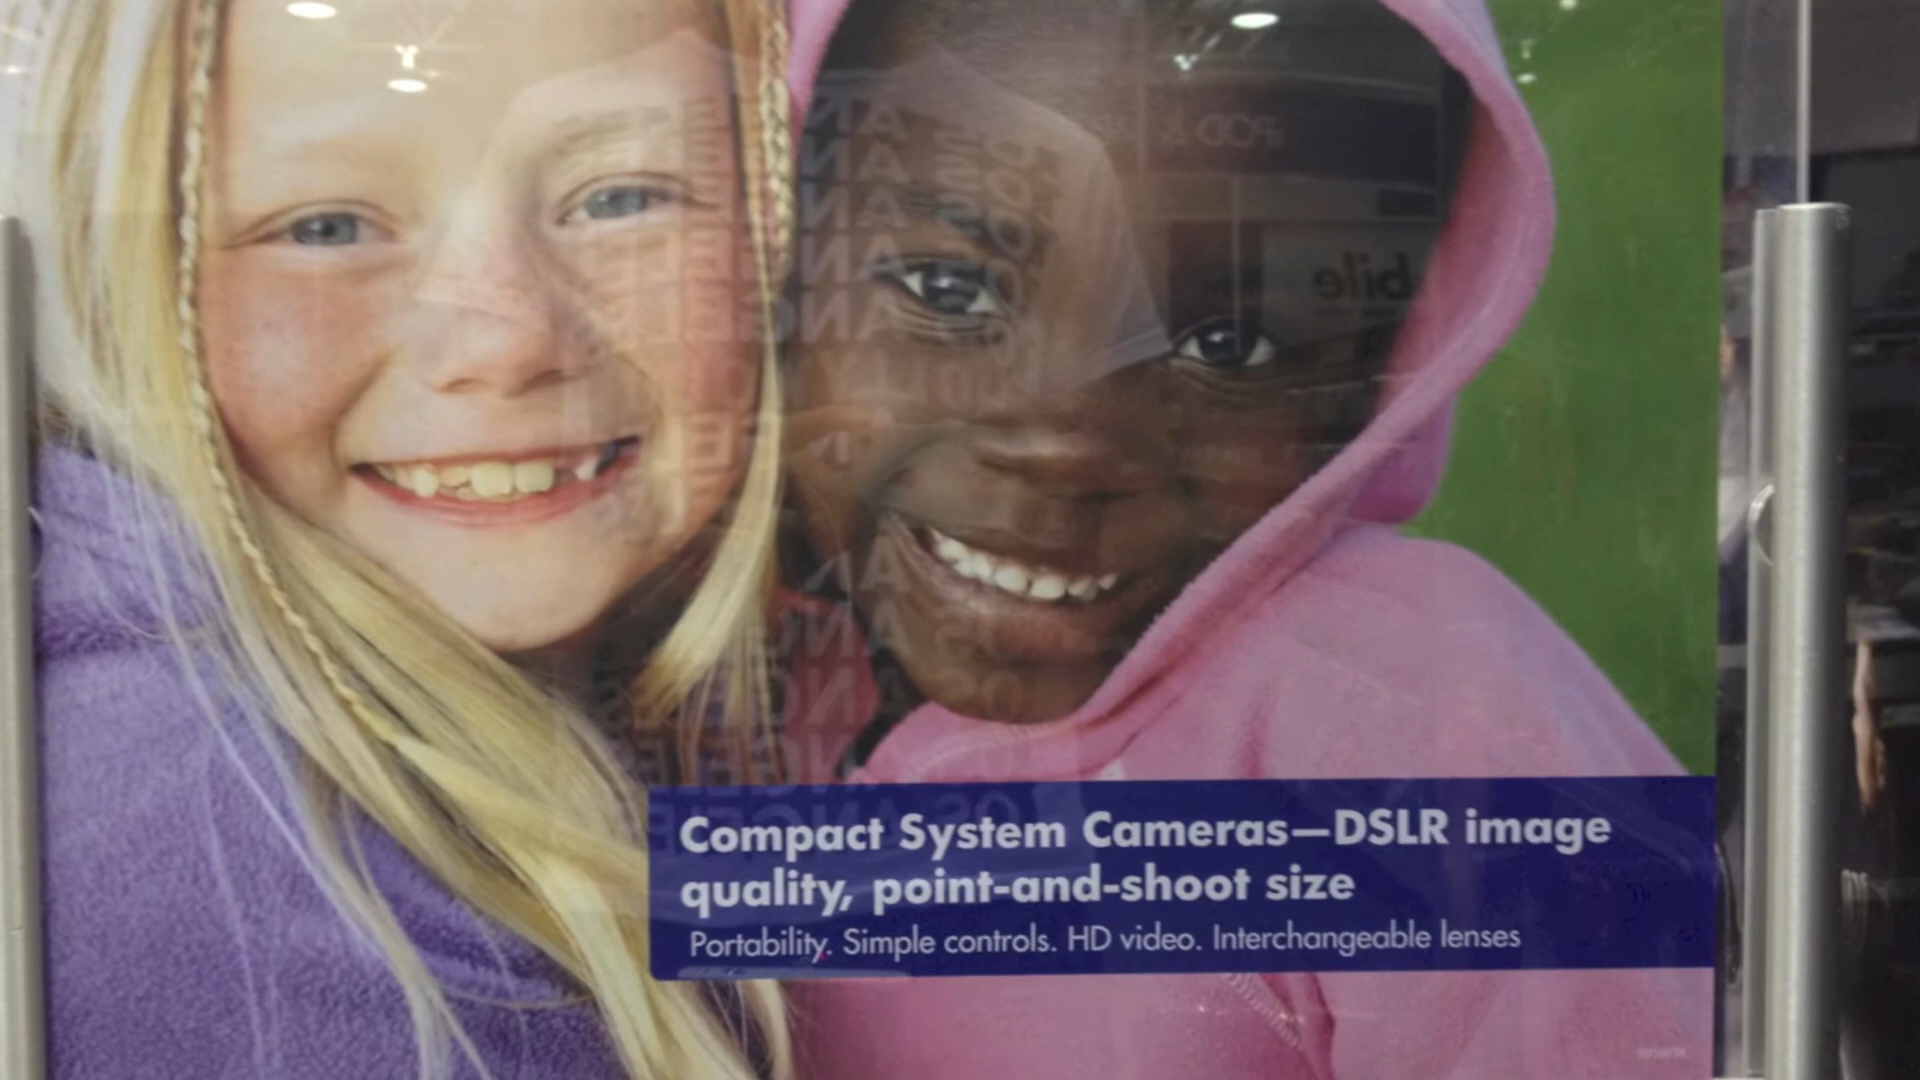 Compact System Cameras—DSLR image
quality, point-and-shoot size
Portability. Simple controls. HD video. Interchangeable lenses